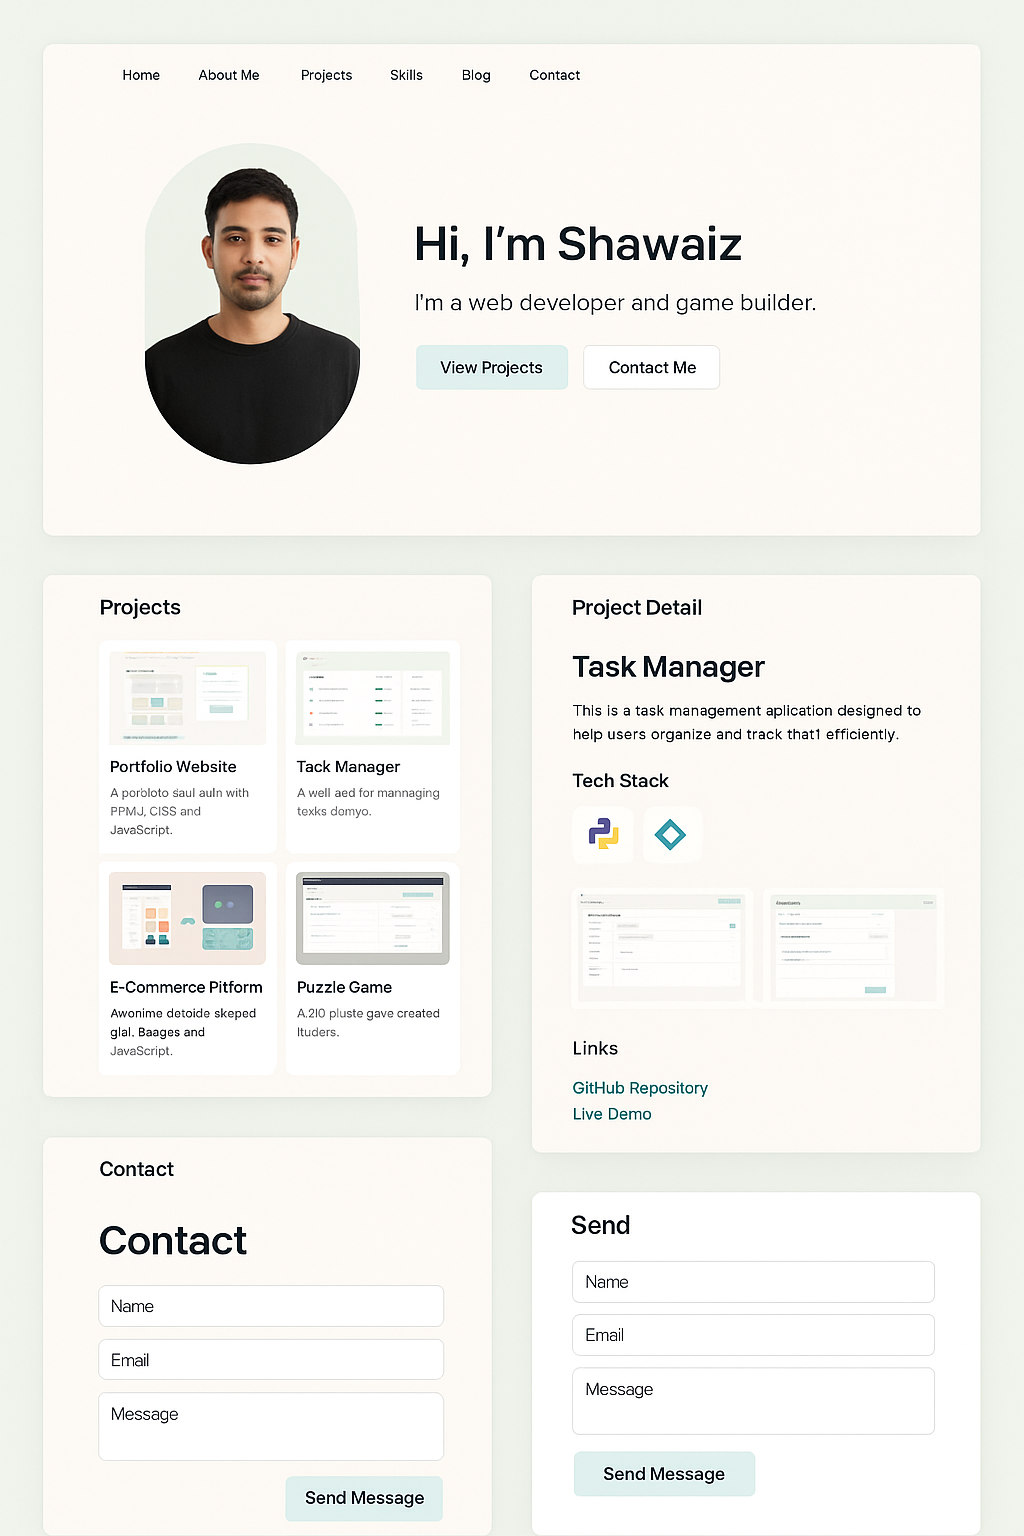 Home About Me Projects Skills Blog Contact
Hi, I'm Shawaiz
I'm a web developer and game builder.
View Projects Contact Me
Projects
Portfolio Website
A porboloto saul auln with
PPMJ, CISS and
JavaScript.
Tack Manager
A well aed for mannaging
texks domyo.
E-Commerce Pitform
Awonime detoide skeped
glal. Baages and
JavaScript.
Puzzle Game
A.2I0 pluste gave created
Ituders.
Project Detail
Task Manager
This is a task management aplication designed to
help users organize and track that1 efficiently.
Tech Stack
Links
GitHub Repository
Live Demo
Contact
Contact
Name
Email
Message
Send Message
Send
Name
Email
Message
Send Message